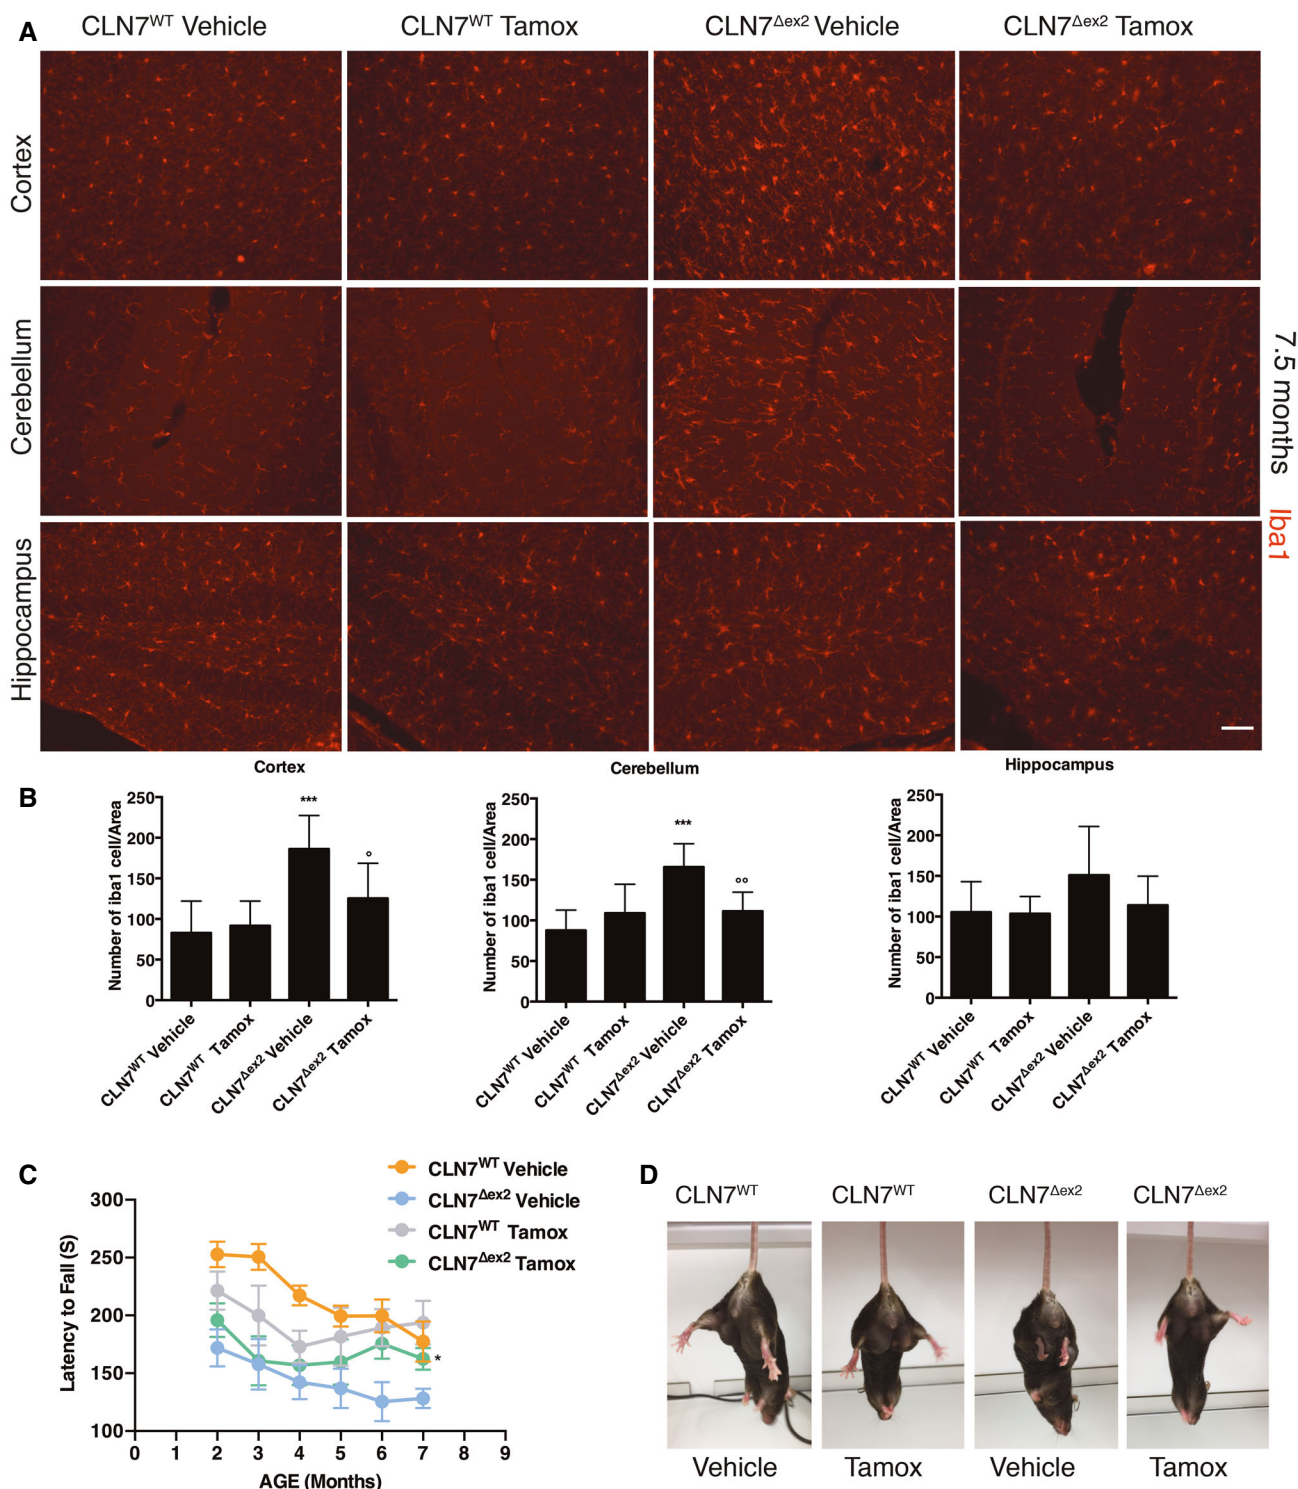 A
CLN7WT Vehicle
CLN7WT Tamox
CLN7Δex2 Vehicle
CLN7Δex2 Tamox
Cortex
Cerebellum
Hippocampus
7.5 months
Iba1
B
Cortex
Number of iba1 cell/Area
250
200
150
100
50
0
***
°
CLN7WT Vehicle
CLN7WT Tamox
CLN7Δex2 Vehicle
CLN7Δex2 Tamox
Cerebellum
Number of iba1 cell/Area
250
200
150
100
50
0
***
°°
CLN7WT Vehicle
CLN7WT Tamox
CLN7Δex2 Vehicle
CLN7Δex2 Tamox
Hippocampus
Number of iba1 cell/Area
250
200
150
100
50
0
CLN7WT Vehicle
CLN7WT Tamox
CLN7Δex2 Vehicle
CLN7Δex2 Tamox
C
CLN7WT Vehicle
CLN7Δex2 Vehicle
CLN7WT Tamox
CLN7Δex2 Tamox
Latency to Fall (S)
300
250
200
150
100
*
0 1 2 3 4 5 6 7 8 9
AGE (Months)
D
CLN7WT
CLN7WT
CLN7Δex2
CLN7Δex2
Vehicle
Tamox
Vehicle
Tamox